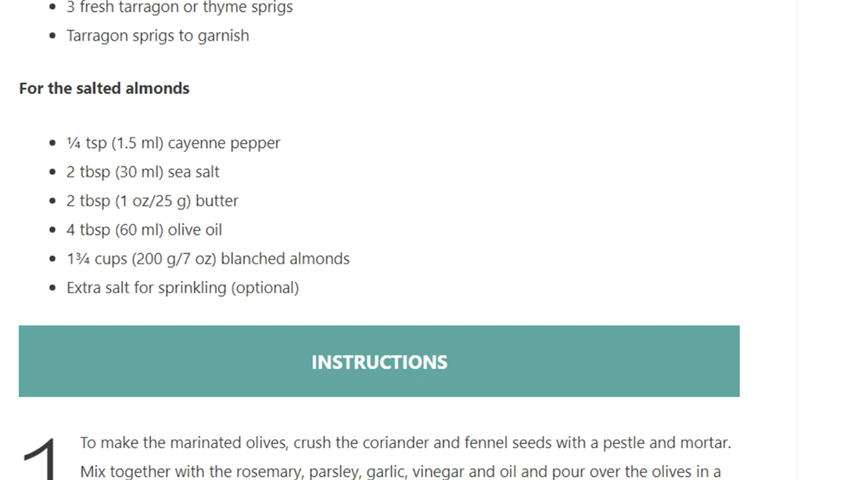 3 fresh tarragon or thyme sprigs
Tarragon sprigs to garnish
For the salted almonds
¼ tsp (1.5 ml) cayenne pepper
2 tbsp (30 ml) sea salt
2 tbsp (1 oz/25 g) butter
4 tbsp (60 ml) olive oil
1¾ cups (200 g/7 oz) blanched almonds
Extra salt for sprinkling (optional)
INSTRUCTIONS
1 To make the marinated olives, crush the coriander and fennel seeds with a pestle and mortar.
Mix together with the rosemary, parsley, garlic, vinegar and oil and pour over the olives in a